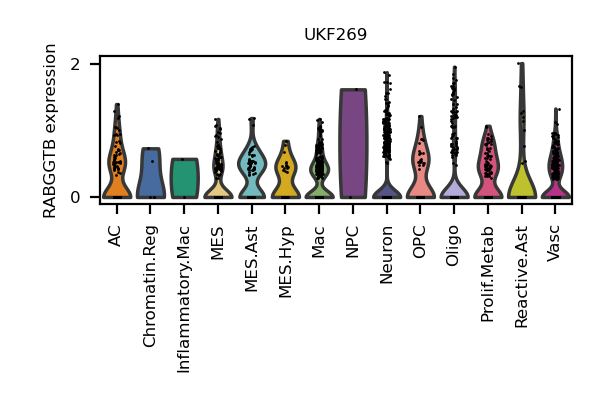 UKF269
RABGGTB expression
2
0
AC
Chromatin.Reg
Inflammatory.Mac
MES
MES.Ast
MES.Hyp
Mac
NPC
Neuron
OPC
Oligo
Prolif.Metab
Reactive.Ast
Vasc